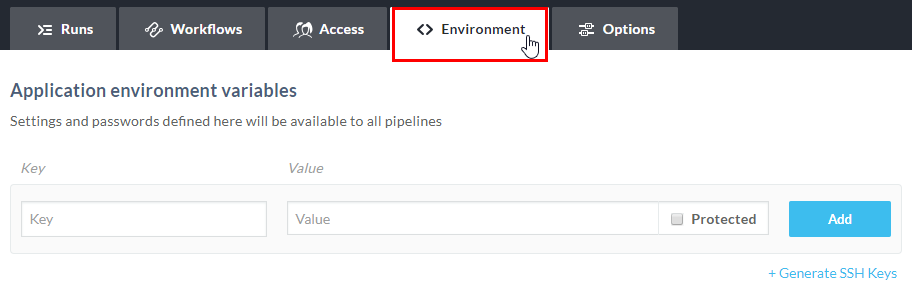 Runs Workflows Access Environment Options
Application environment variables
Settings and passwords defined here will be available to all pipelines
Key Value
Key Value Protected Add
+ Generate SSH Keys